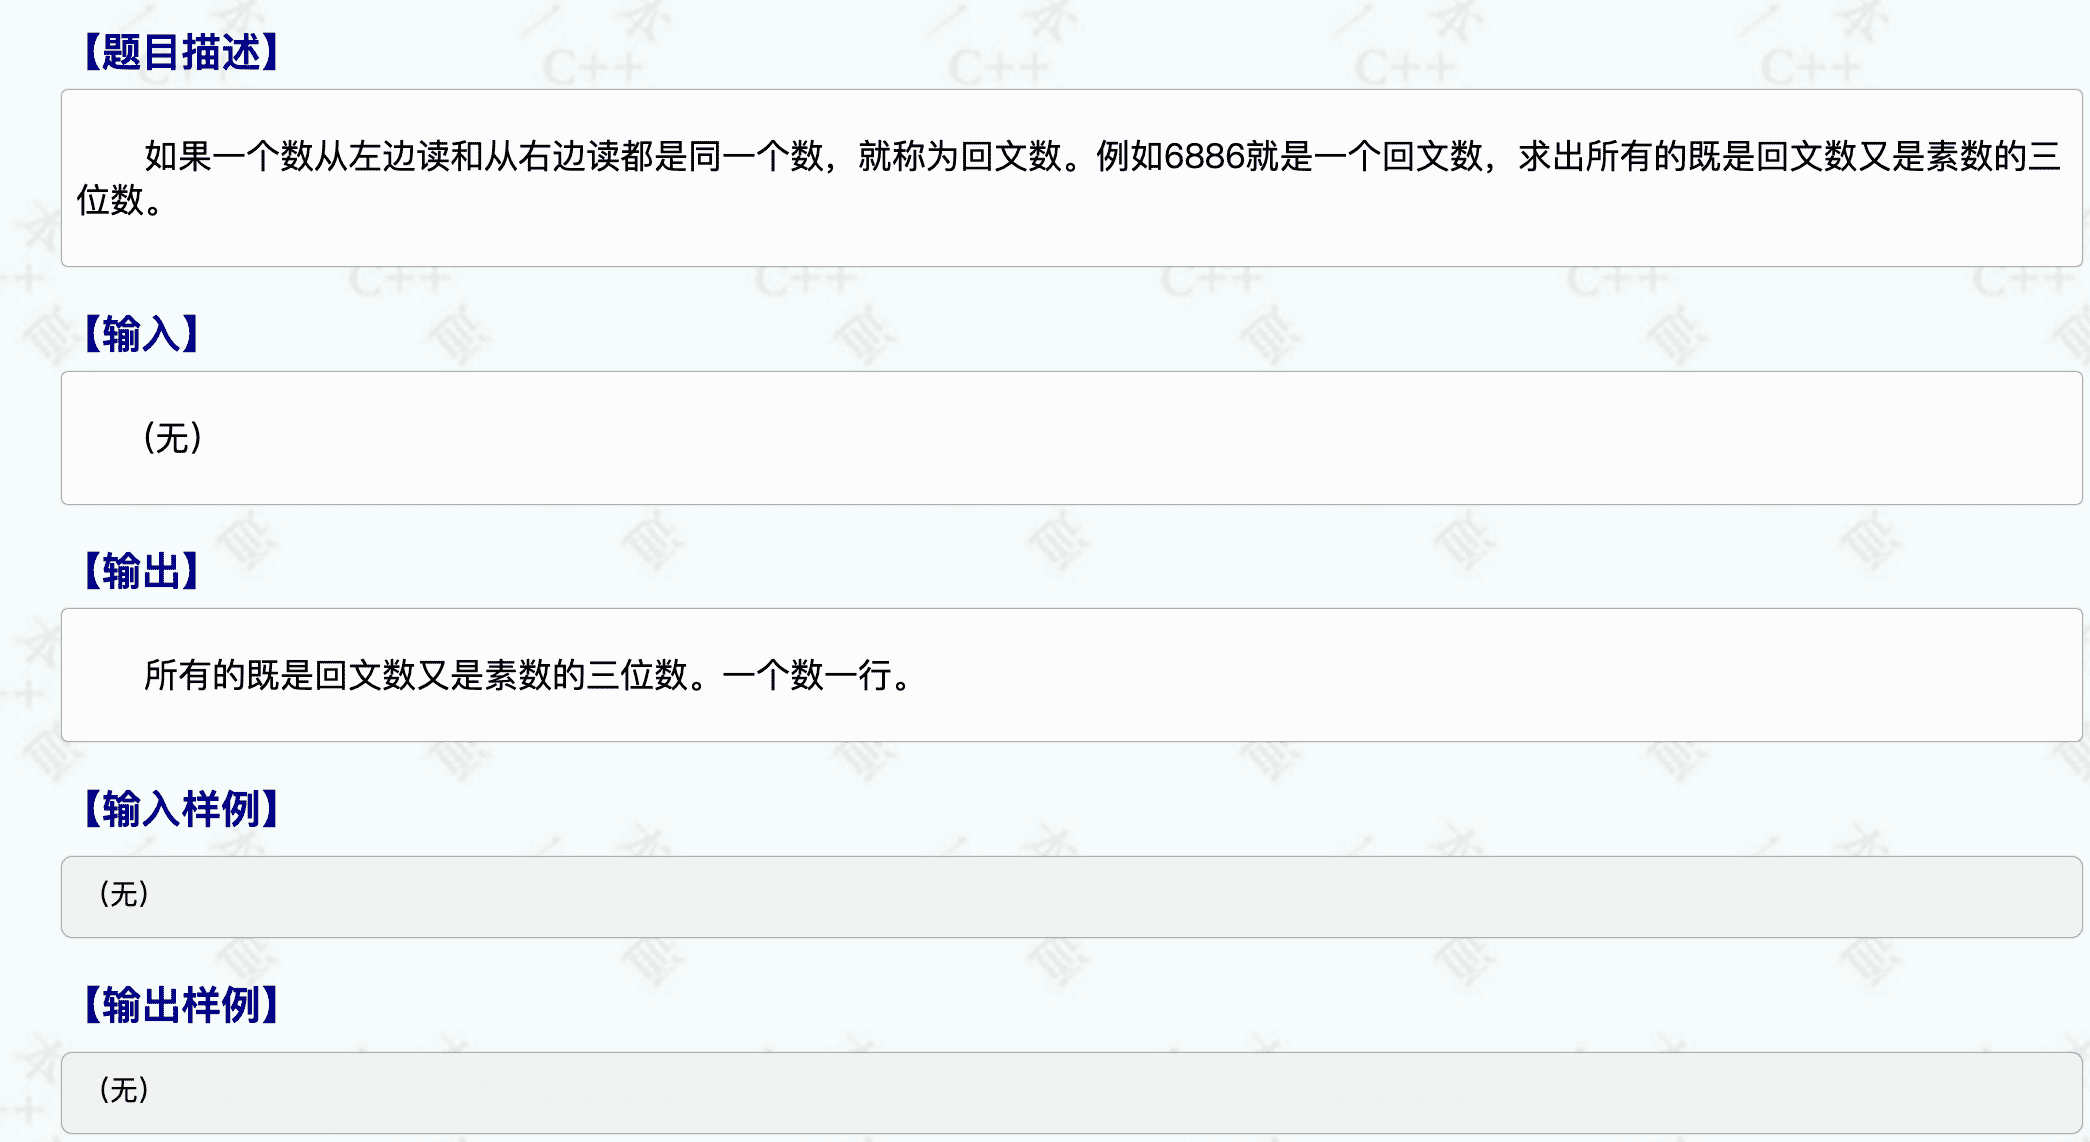 【题目描述】
如果一个数从左边读和从右边读都是同一个数，就称为回文数。例如6886就是一个回文数，求出所有的既是回文数又是素数的三
位数。
【输入】
(无)
【输出】
所有的既是回文数又是素数的三位数。一个数一行。
【输入样例】
(无)
【输出样例】
(无)